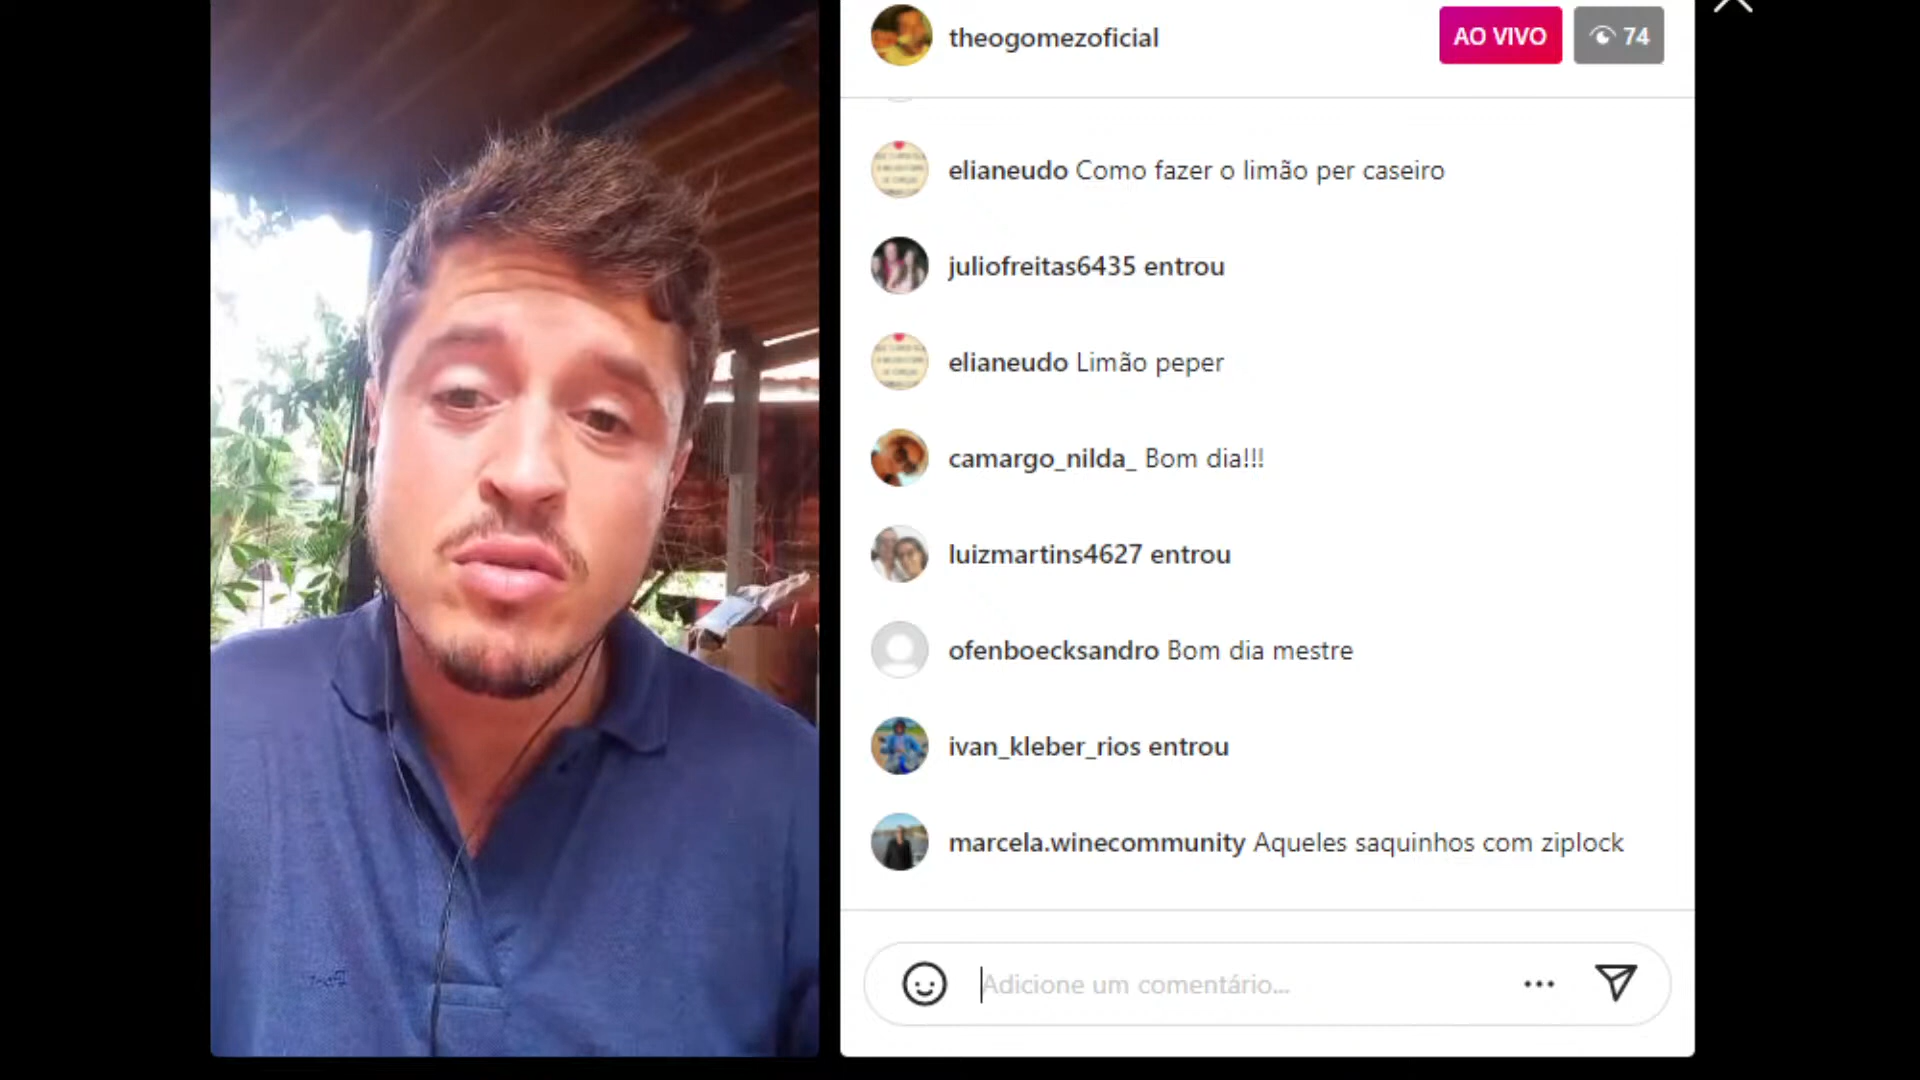 theogomezoficial
AO VIVO
74
elianeudo Como fazer o limão per caseiro
juliofreitas6435 entrou
elianeudo Limão peper
camargo_nilda_ Bom dia!!!
luizmartins4627 entrou
ofenboecksandro Bom dia mestre
ivan_kleber_rios entrou
marcela.winecommunity Aqueles saquinhos com ziplock
Adicione um comentário...